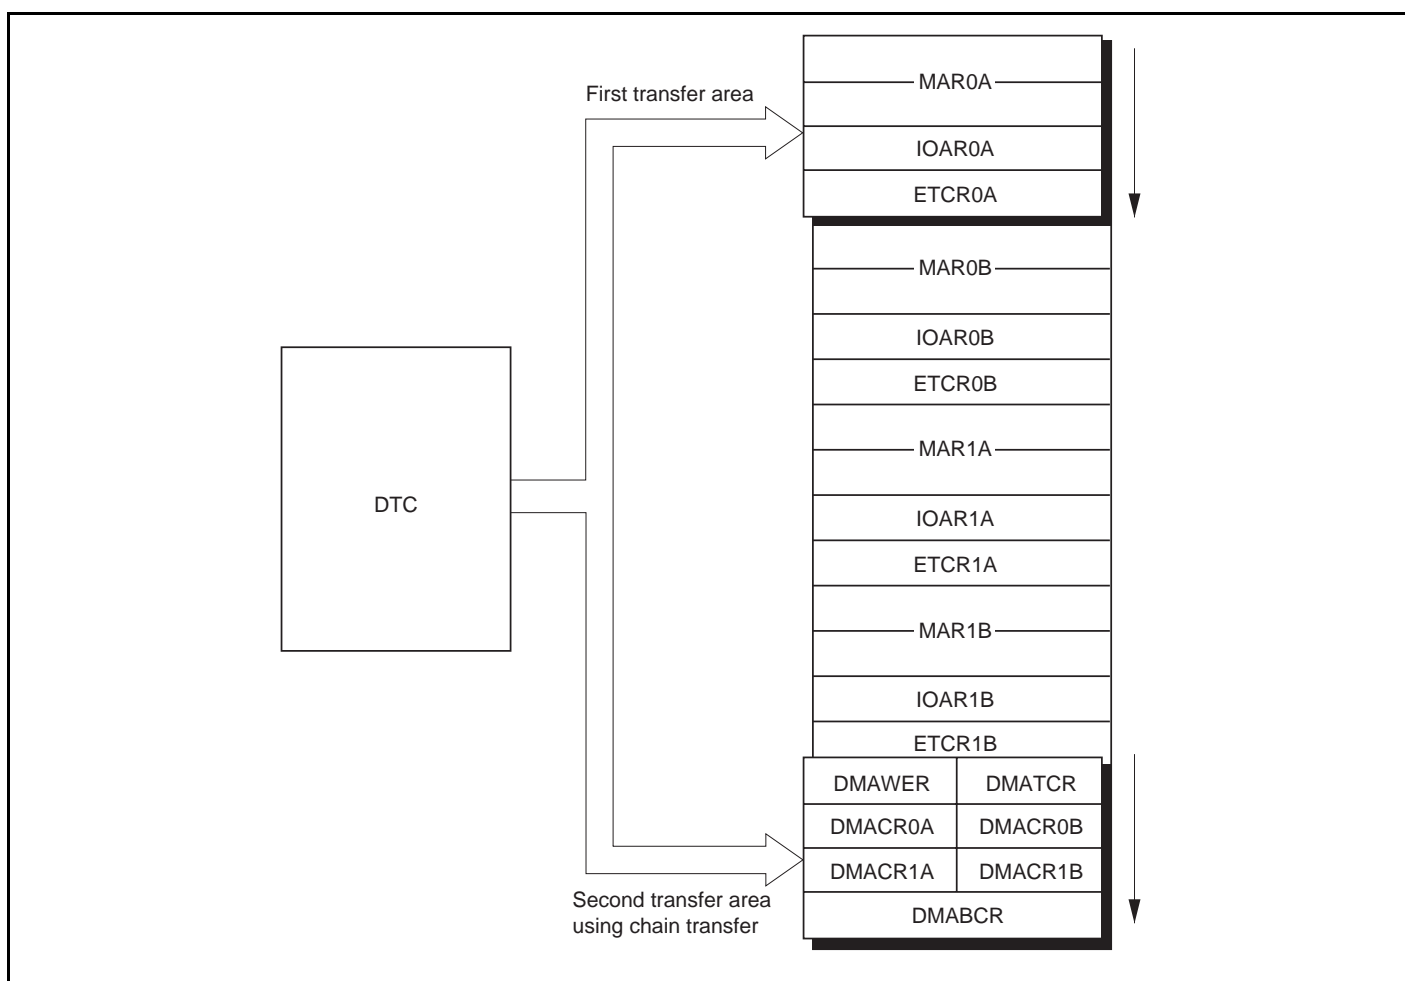 First transfer area
MAR0A
IOAR0A
ETCR0A
MAR0B
IOAR0B
ETCR0B
MAR1A
IOAR1A
ETCR1A
MAR1B
IOAR1B
ETCR1B
DTC
DMAWER DMATCR
DMACR0A DMACR0B
DMACR1A DMACR1B
DMABCR
Second transfer area
using chain transfer